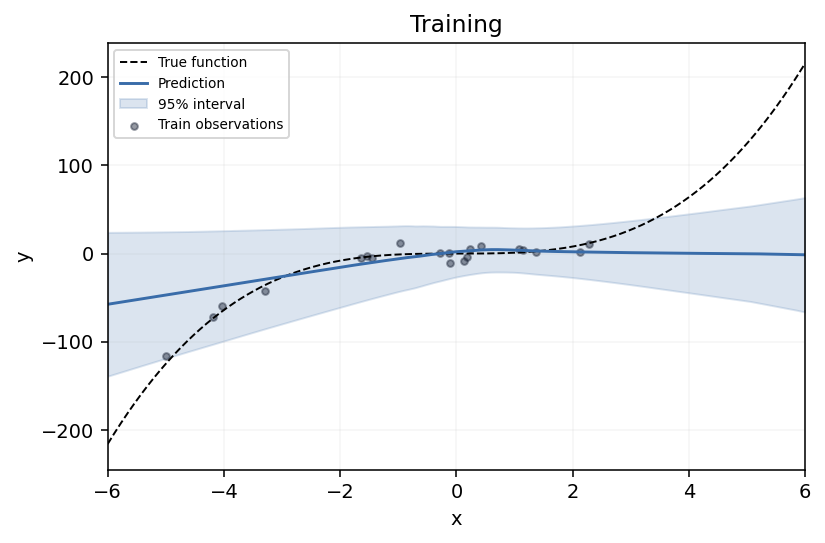 Training
True function
Prediction
95% interval
Train observations
200
100
0
−100
−200
y
−6
−4
−2
0
2
4
6
x